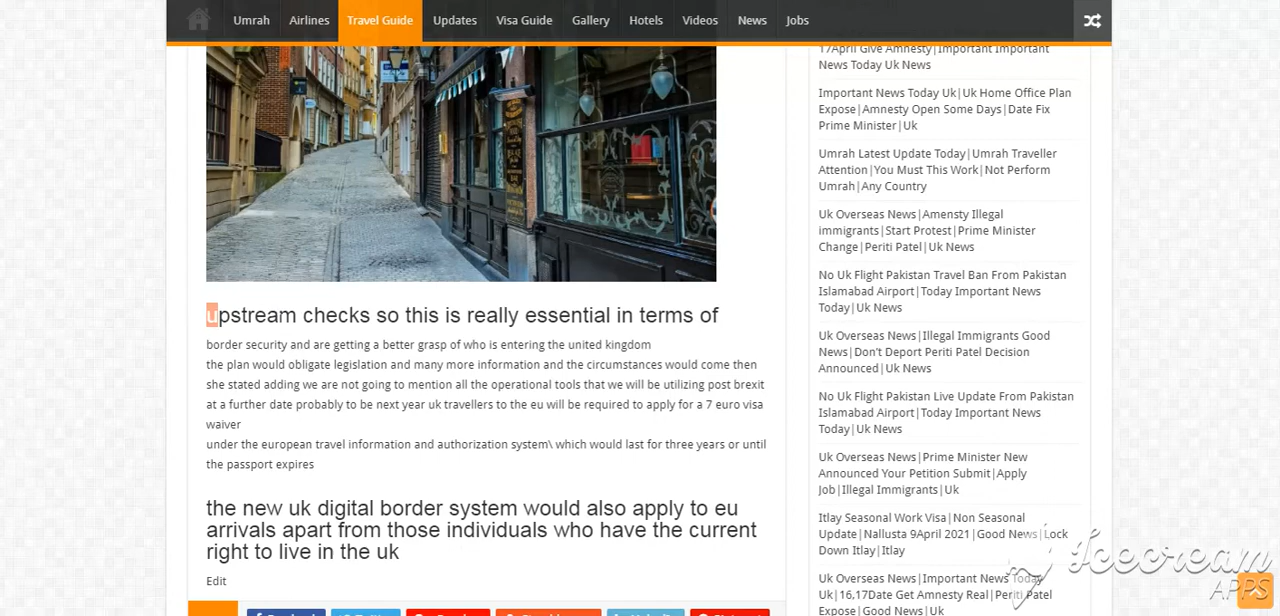 Umrah Airlines Travel Guide Updates Visa Guide Gallery Hotels Videos News Jobs
upstream checks so this is really essential in terms of
border security and are getting a better grasp of who is entering the united kingdom
the plan would obligate legislation and many more information and the circumstances would come then
she stated adding we are not going to mention all the operational tools that we will be utilizing post brexit
at a further date probably to be next year uk travellers to the eu will be required to apply for a 7 euro visa
waiver
under the european travel information and authorization system\ which would last for three years or until
the passport expires
the new uk digital border system would also apply to eu
arrivals apart from those individuals who have the current
right to live in the uk
Edit
17April Give Amnesty|Important Important
News Today Uk News
Important News Today Uk|Uk Home Office Plan
Expose|Amnesty Open Some Days|Date Fix
Prime Minister|Uk
Umrah Latest Update Today|Umrah Traveller
Attention|You Must This Work|Not Perform
Umrah|Any Country
Uk Overseas News|Amensty Illegal
immigrants|Start Protest|Prime Minister
Change|Periti Patel|Uk News
No Uk Flight Pakistan Travel Ban From Pakistan
Islamabad Airport|Today Important News
Today|Uk News
Uk Overseas News|Illegal Immigrants Good
News|Don't Deport Periti Patel Decision
Announced|Uk News
No Uk Flight Pakistan Live Update From Pakistan
Islamabad Airport|Today Important News
Today|Uk News
Uk Overseas News|Prime Minister New
Announced Your Petition Submit|Apply
Job|Illegal Immigrants|Uk
Itlay Seasonal Work Visa|Non Seasonal
Update|Nallusta 9April 2021|Good News|Lock
Down Itlay|Itlay
Uk Overseas News|Important News Today
Uk|16,17Date Get Amnesty Real|Periti Patel
Expose|Good News|Uk
Icecream
APPS